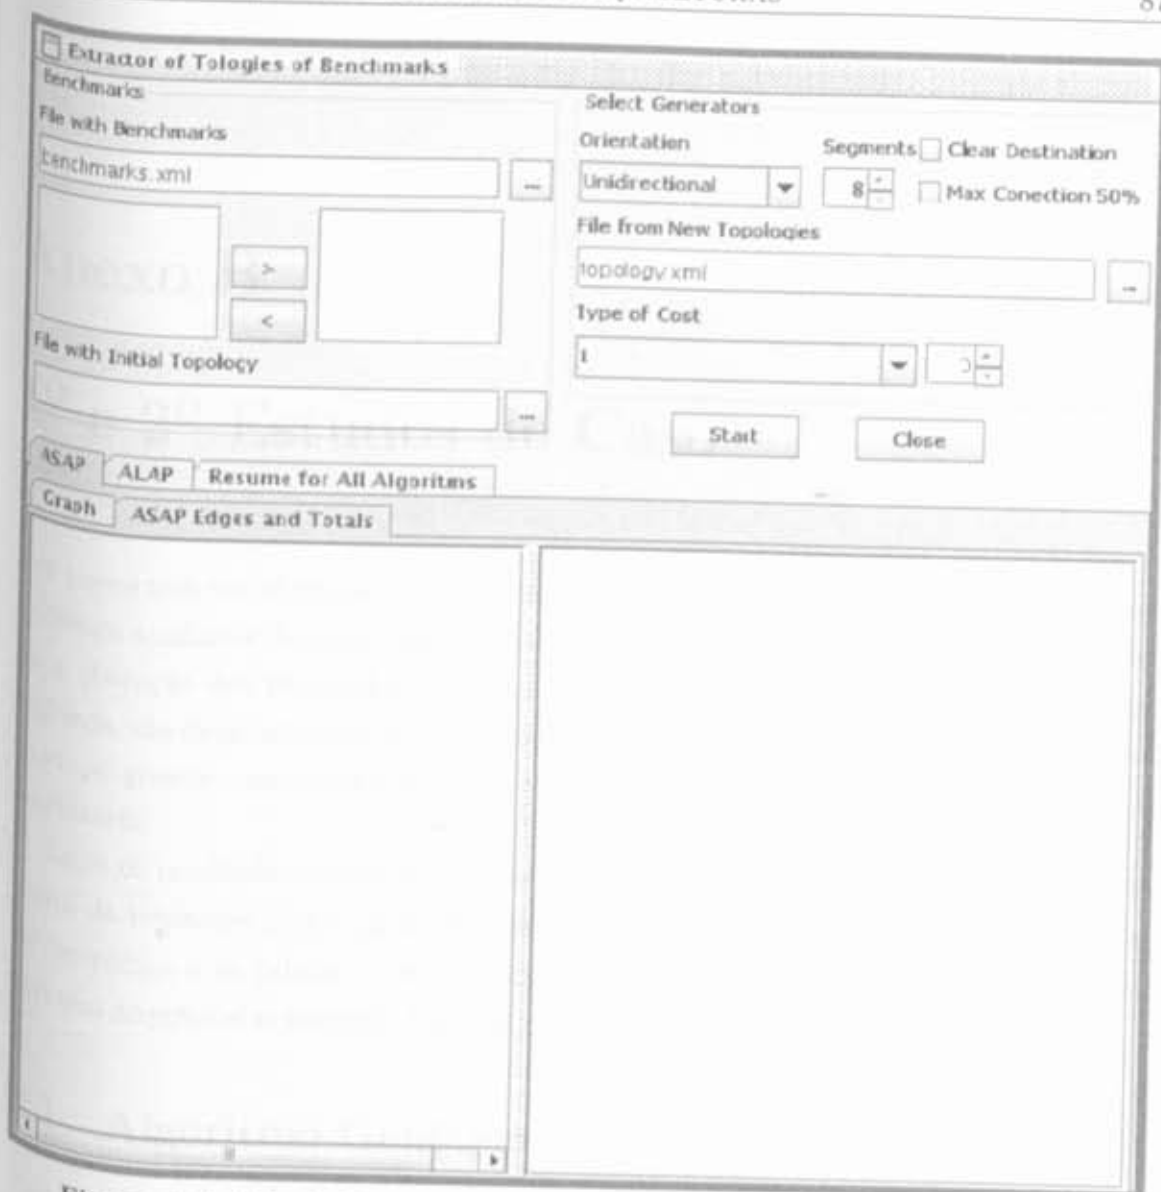 Extractor of Tologies of Benchmarks
Benchmarks
File with Benchmarks
benchmarks.xml
...
>
<
File with Initial Topology
...
Select Generators
Orientation
Segments
Clear Destination
Unidirectional
8
Max Conection 50%
File from New Topologies
topology.xml
...
Type of Cost
1
Start
Close
ASAP
ALAP
Resume for All Algoritms
Graph
ASAP Edges and Totals